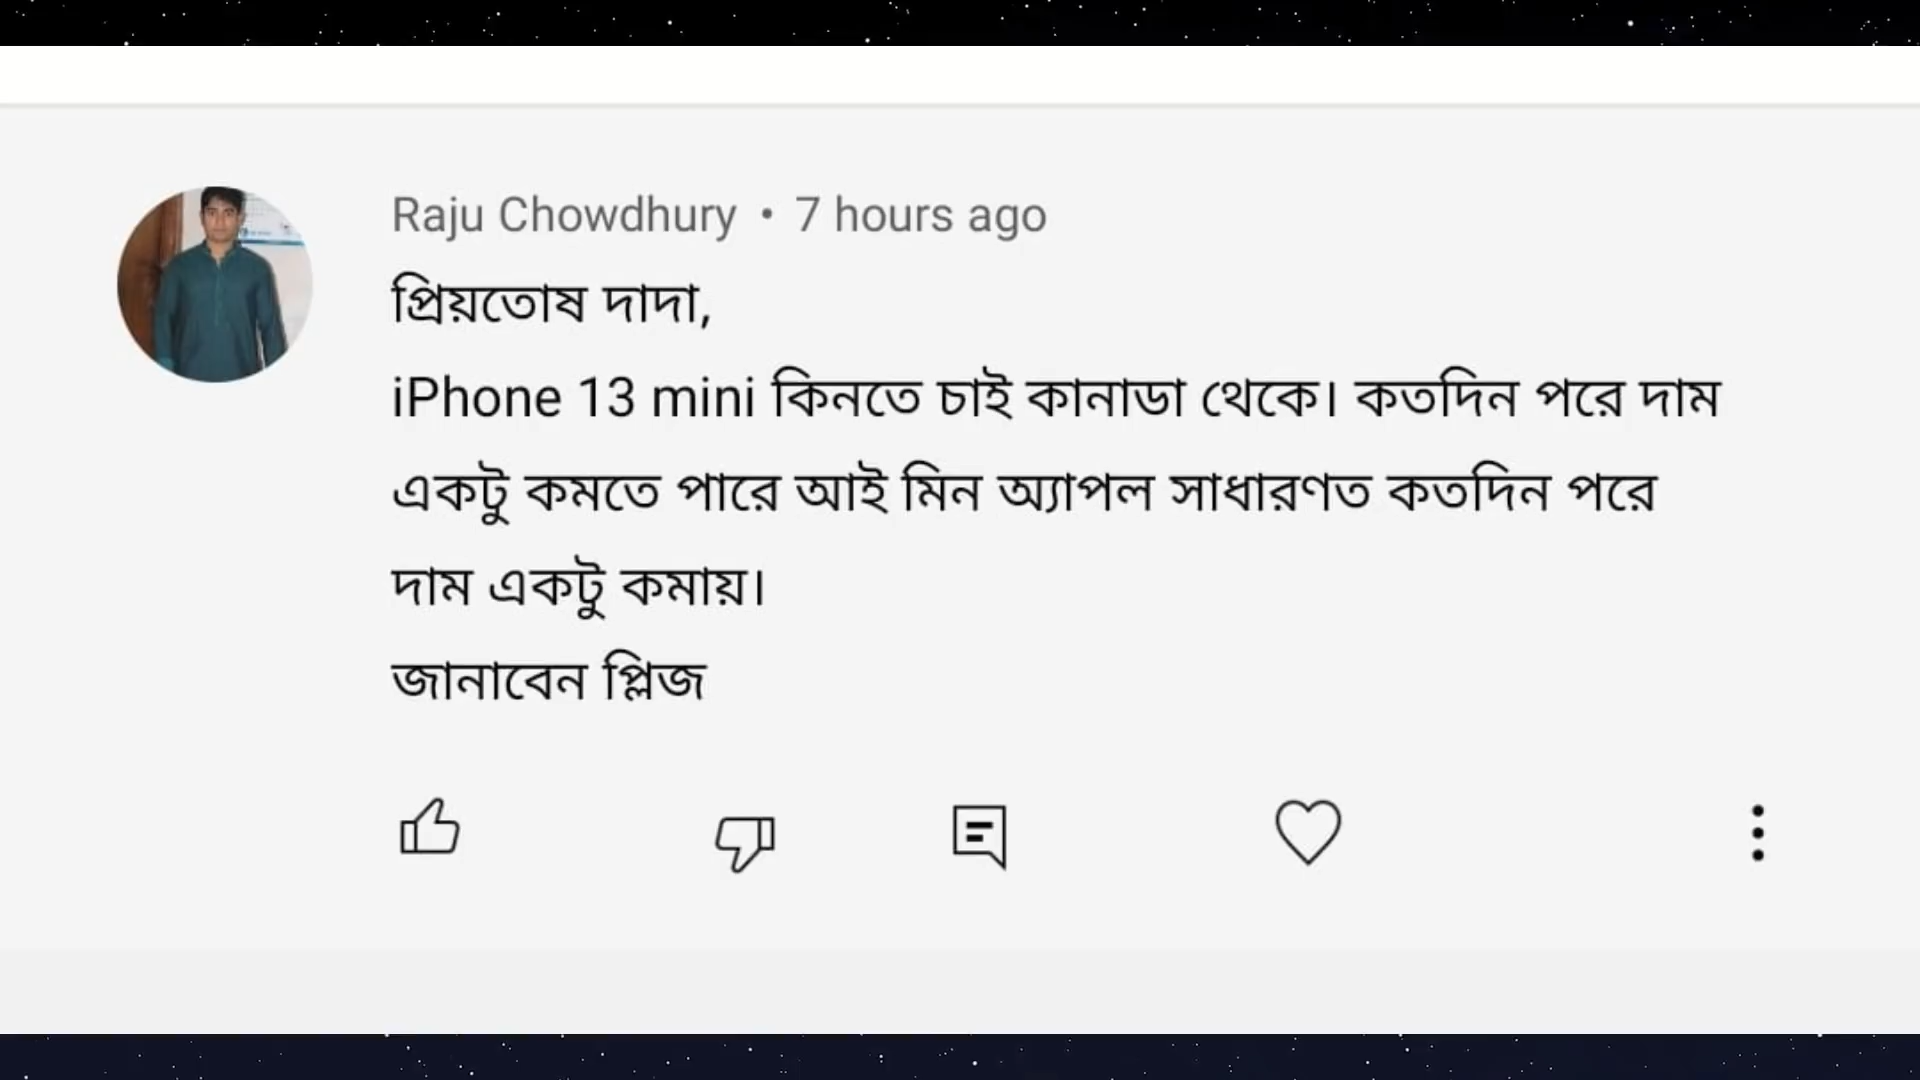 Raju Chowdhury • 7 hours ago
প্রিয়তোষ দাদা,
iPhone 13 mini কিনতে চাই কানাডা থেকে। কতদিন পরে দাম
একটু কমতে পারে আই মিন অ্যাপল সাধারণত কতদিন পরে
দাম একটু কমায়।
জানাবেন প্লিজ